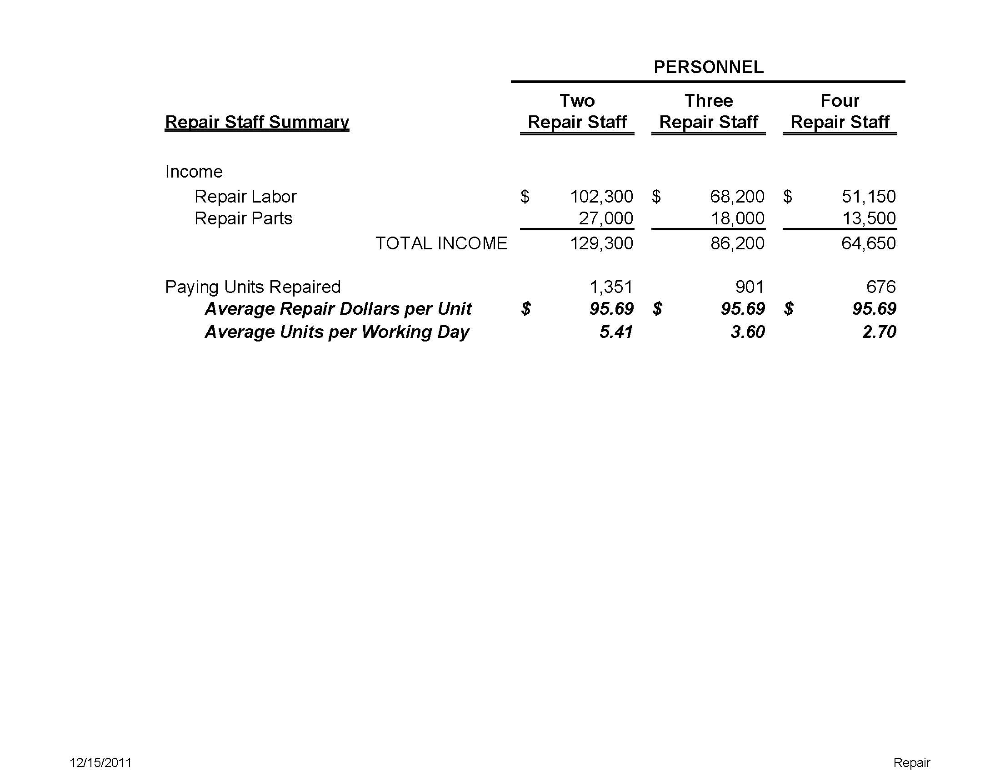 PERSONNEL
Two Three Four
Repair Staff Summary Repair Staff Repair Staff Repair Staff
Income
Repair Labor $ 102,300 $ 68,200 $ 51,150
Repair Parts 27,000 18,000 13,500
TOTAL INCOME 129,300 86,200 64,650
Paying Units Repaired 1,351 901 676
Average Repair Dollars per Unit $ 95.69 $ 95.69 $ 95.69
Average Units per Working Day 5.41 3.60 2.70
12/15/2011 Repair